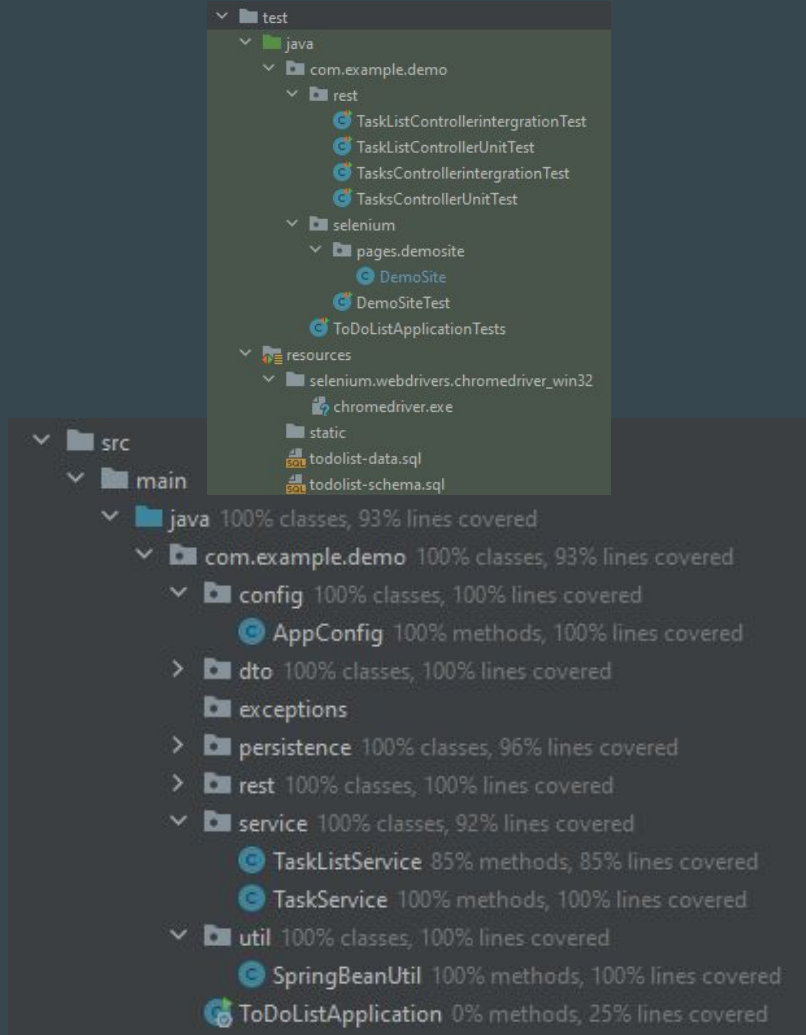 test
java
com.example.demo
rest
TaskListControllerintergrationTest
TaskListControllerUnitTest
TasksControllerintergrationTest
TasksControllerUnitTest
selenium
pages.demosite
DemoSite
DemoSiteTest
ToDoListApplicationTests
resources
selenium.webdrivers.chromedriver_win32
chromedriver.exe
static
todolist-data.sql
todolist-schema.sql
src
main
java 100% classes, 93% lines covered
com.example.demo 100% classes, 93% lines covered
config 100% classes, 100% lines covered
AppConfig 100% methods, 100% lines covered
dto 100% classes, 100% lines covered
exceptions
persistence 100% classes, 96% lines covered
rest 100% classes, 100% lines covered
service 100% classes, 92% lines covered
TaskListService 85% methods, 85% lines covered
TaskService 100% methods, 100% lines covered
util 100% classes, 100% lines covered
SpringBeanUtil 100% methods, 100% lines covered
ToDoListApplication 0% methods, 25% lines covered